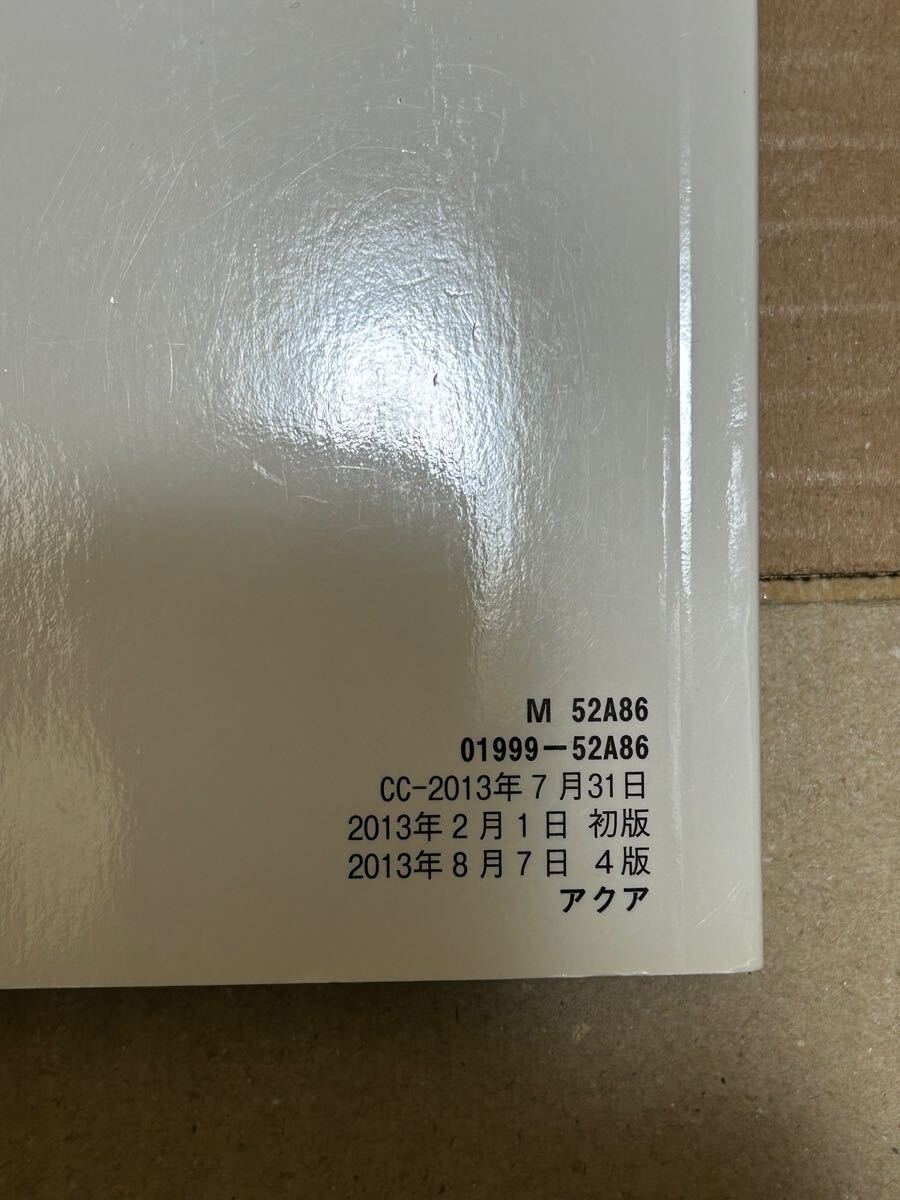 M 52A86
01999-52A86
CC-2013年7月31日
2013年2月1日 初版
2013年8月7日 4版
アクア